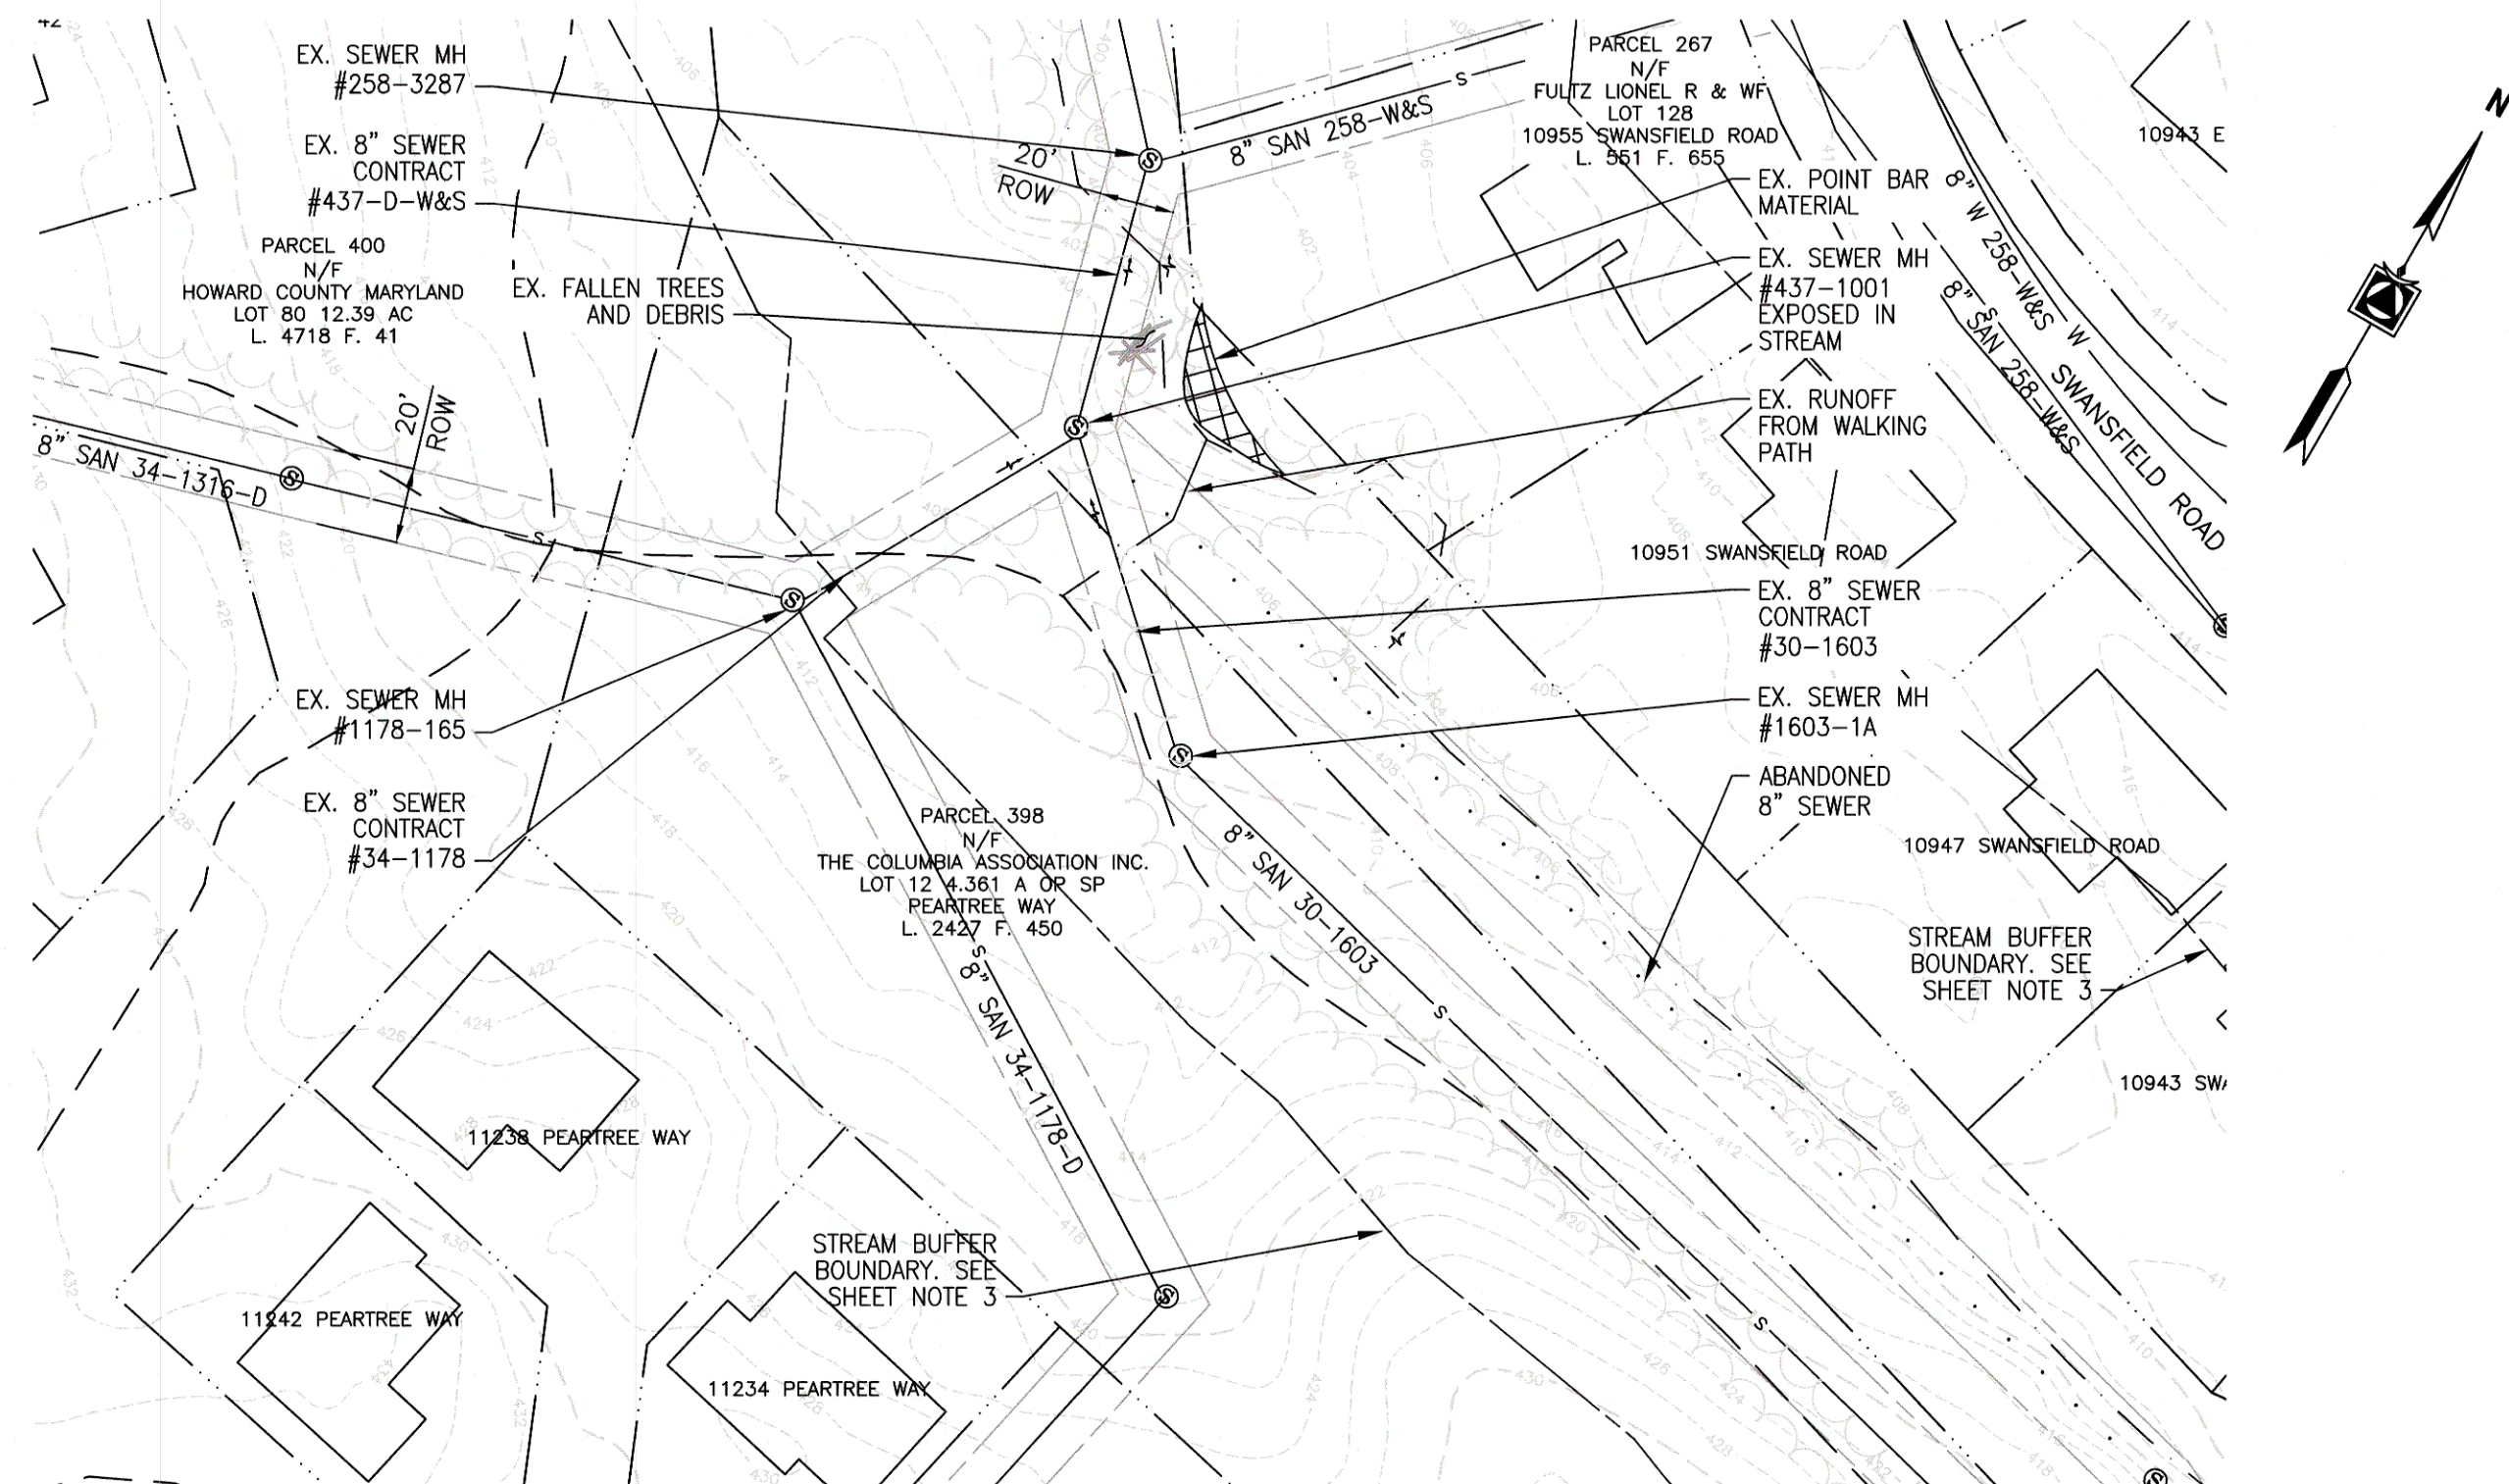 42
EX. SEWER MH
#258-3287
EX. 8" SEWER
CONTRACT
#437-D-W&S
PARCEL 400
N/F
HOWARD COUNTY MARYLAND
LOT 80 12.39 AC
L. 4718 F. 41
EX. FALLEN TREES
AND DEBRIS
20'
ROW
8" SAN 258-W&S
S
PARCEL 267
N/F
FULTZ LIONEL R & WF
LOT 128
10955 SWANSFIELD ROAD
L. 551 F. 655
EX. POINT BAR
MATERIAL
EX. SEWER MH
#437-1001
EXPOSED IN
STREAM
EX. RUNOFF
FROM WALKING
PATH
8" W 258-W&S
W
8" SAN 258-W&S
S
SWANSFIELD ROAD
10943 E
N
20'
ROW
8" SAN 34-1316-D
S
S
10951 SWANSFIELD ROAD
EX. 8" SEWER
CONTRACT
#30-1603
EX. SEWER MH
#1603-1A
ABANDONED
8" SEWER
10947 SWANSFIELD ROAD
STREAM BUFFER
BOUNDARY. SEE
SHEET NOTE 3
10943 SWA
EX. SEWER MH
#1178-165
EX. 8" SEWER
CONTRACT
#34-1178
PARCEL 398
N/F
THE COLUMBIA ASSOCIATION INC.
LOT 12 4.361 A OP SP
PEARTREE WAY
L. 2427 F. 450
S
8" SAN 34-1178-D
8" SAN 30-1603
S
S
11238 PEARTREE WAY
STREAM BUFFER
BOUNDARY. SEE
SHEET NOTE 3
11242 PEARTREE WAY
11234 PEARTREE WAY